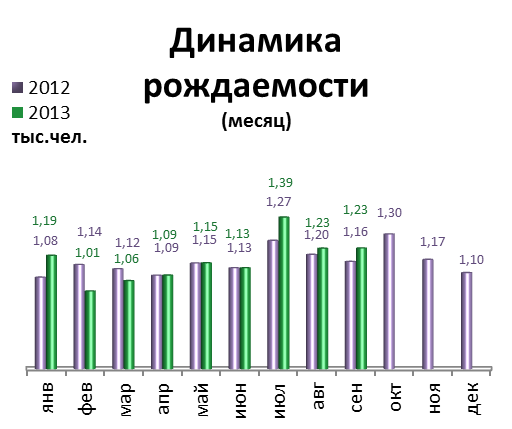 Динамика
рождаемости
(месяц)
2012
2013
тыс.чел.
1,19
1,08
1,14
1,01
1,12
1,06
1,09
1,09
1,15
1,15
1,13
1,13
1,39
1,27
1,23
1,20
1,23
1,16
1,30
1,17
1,10
янв
фев
мар
апр
май
июн
июл
авг
сен
окт
ноя
дек